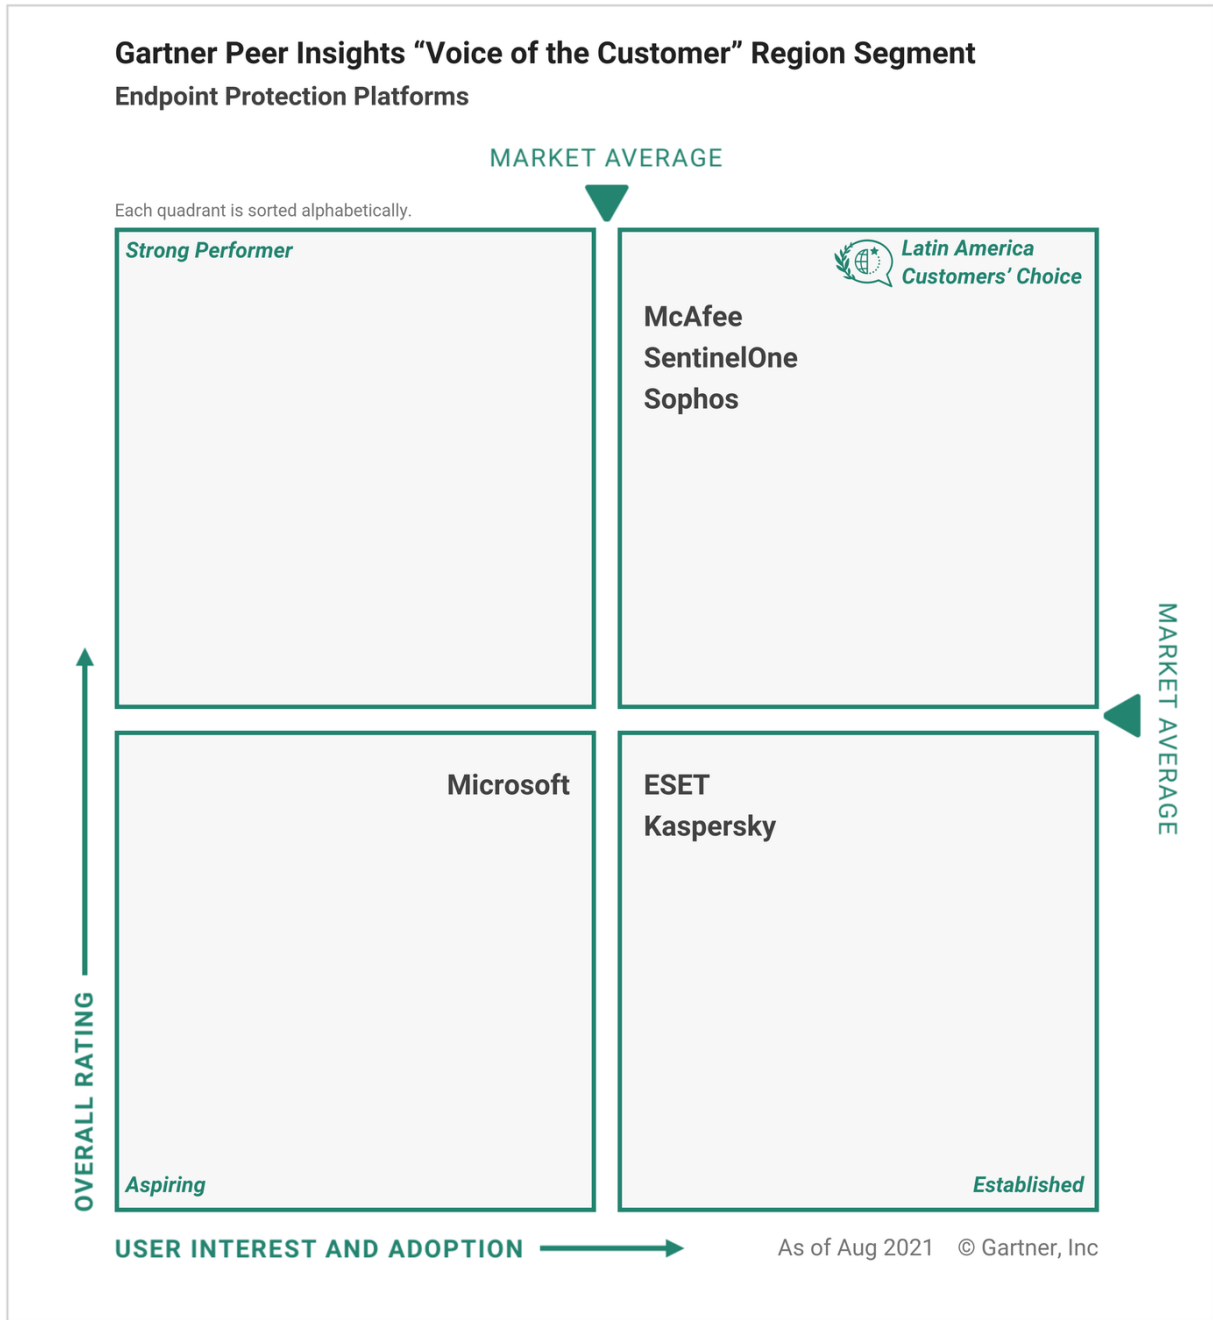 Gartner Peer Insights “Voice of the Customer” Region Segment
Endpoint Protection Platforms
MARKET AVERAGE
Each quadrant is sorted alphabetically.
Strong Performer
Latin America
Customers’ Choice
McAfee
SentinelOne
Sophos
MARKET AVERAGE
Microsoft
ESET
Kaspersky
OVERALL RATING
Aspiring
Established
USER INTEREST AND ADOPTION
As of Aug 2021 © Gartner, Inc